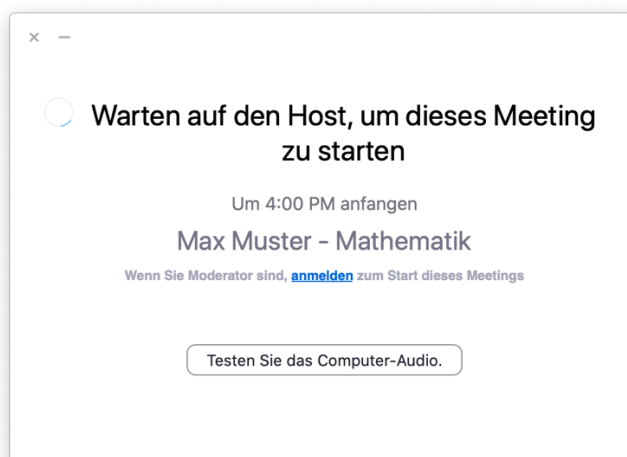 Warten auf den Host, um dieses Meeting
zu starten
Um 4:00 PM anfangen
Max Muster - Mathematik
Wenn Sie Moderator sind, anmelden zum Start dieses Meetings
Testen Sie das Computer-Audio.